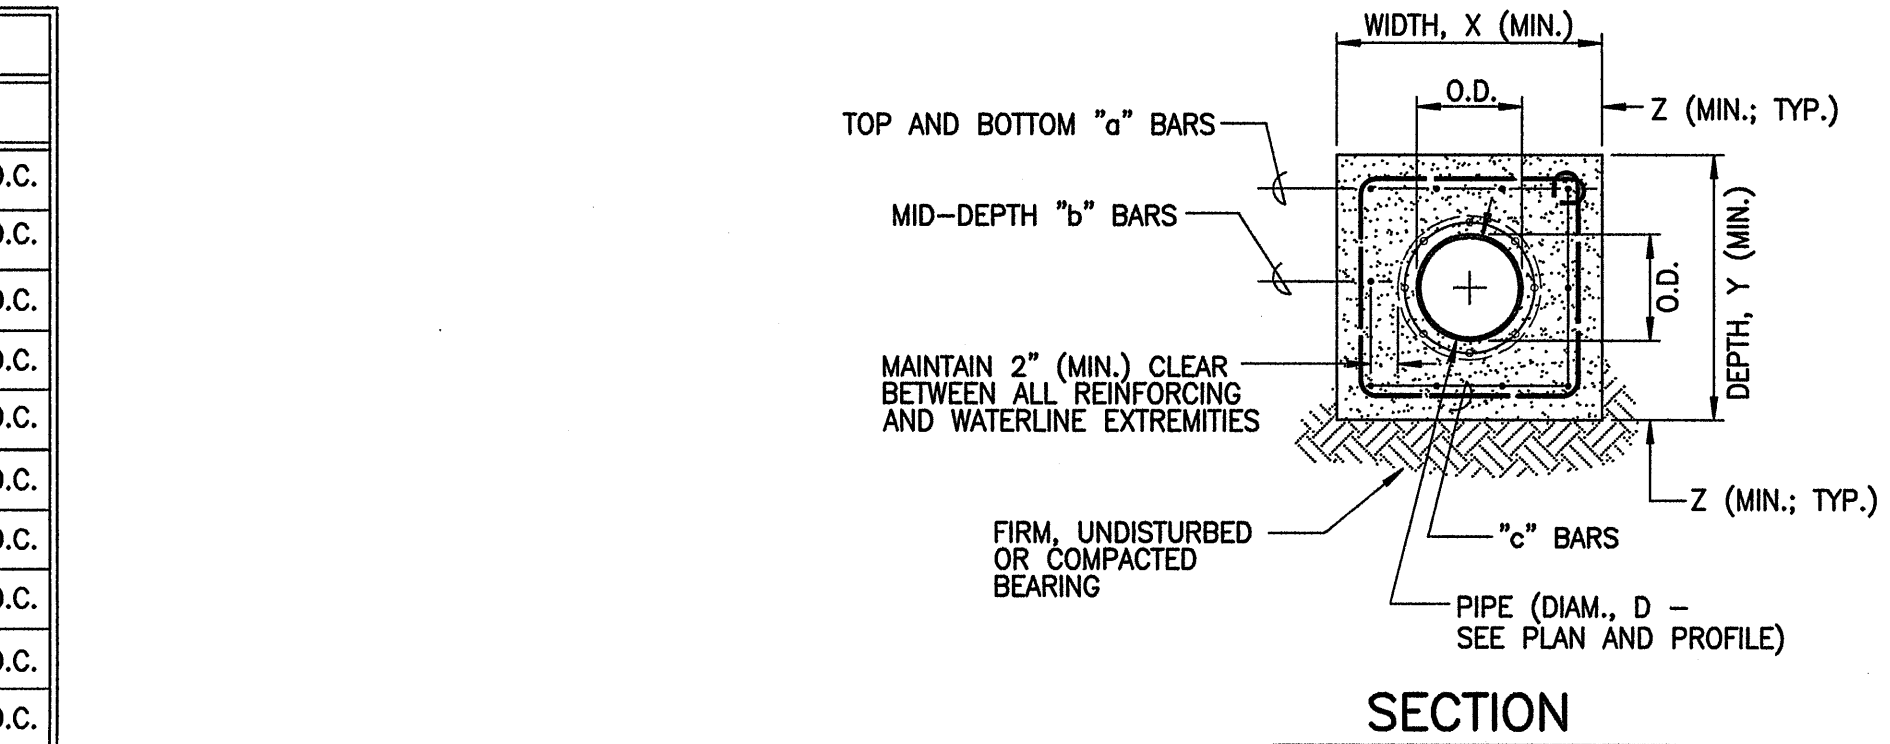 O.C.
O.C.
O.C.
O.C.
O.C.
O.C.
O.C.
O.C.
O.C.
O.C.
WIDTH, X (MIN.)
O.D.
Z (MIN.; TYP.)
TOP AND BOTTOM "a" BARS
MID-DEPTH "b" BARS
DEPTH, Y (MIN.)
O.D.
MAINTAIN 2" (MIN.) CLEAR
BETWEEN ALL REINFORCING
AND WATERLINE EXTREMITIES
Z (MIN.; TYP.)
FIRM, UNDISTURBED
OR COMPACTED
BEARING
"c" BARS
PIPE (DIAM., D –
SEE PLAN AND PROFILE)
SECTION